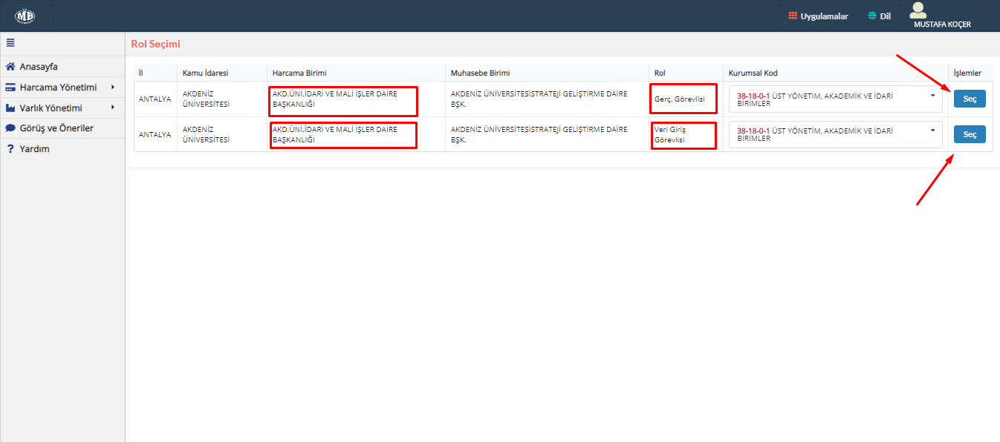 MB
Uygulamalar
Dil
MUSTAFA KOÇER
Rol Seçimi
Anasayfa
Harcama Yönetimi
Varlık Yönetimi
Görüş ve Öneriler
? Yardım
İl
Kamu İdaresi
Harcama Birimi
Muhasebe Birimi
Rol
Kurumsal Kod
İşlemler
ANTALYA
AKDENİZ
ÜNİVERSİTESİ
AKD.ÜNİ.İDARİ VE MALİ İŞLER DAİRE
BAŞKANLIĞI
AKDENİZ ÜNİVERSİTESİSTRATEJİ GELİŞTİRME DAİRE
BŞK.
Gerç. Görevlisi
38-18-0-1 ÜST YÖNETİM, AKADEMİK VE İDARİ
BİRİMLER
Seç
ANTALYA
AKDENİZ
ÜNİVERSİTESİ
AKD.ÜNİ.İDARİ VE MALİ İŞLER DAİRE
BAŞKANLIĞI
AKDENİZ ÜNİVERSİTESİSTRATEJİ GELİŞTİRME DAİRE
BŞK.
Veri Giriş
Görevlisi
38-18-0-1 ÜST YÖNETİM, AKADEMİK VE İDARİ
BİRİMLER
Seç